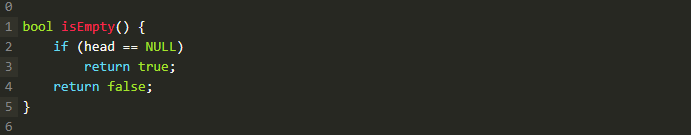 0
1 bool isEmpty() {
2     if (head == NULL)
3         return true;
4     return false;
5 }
6